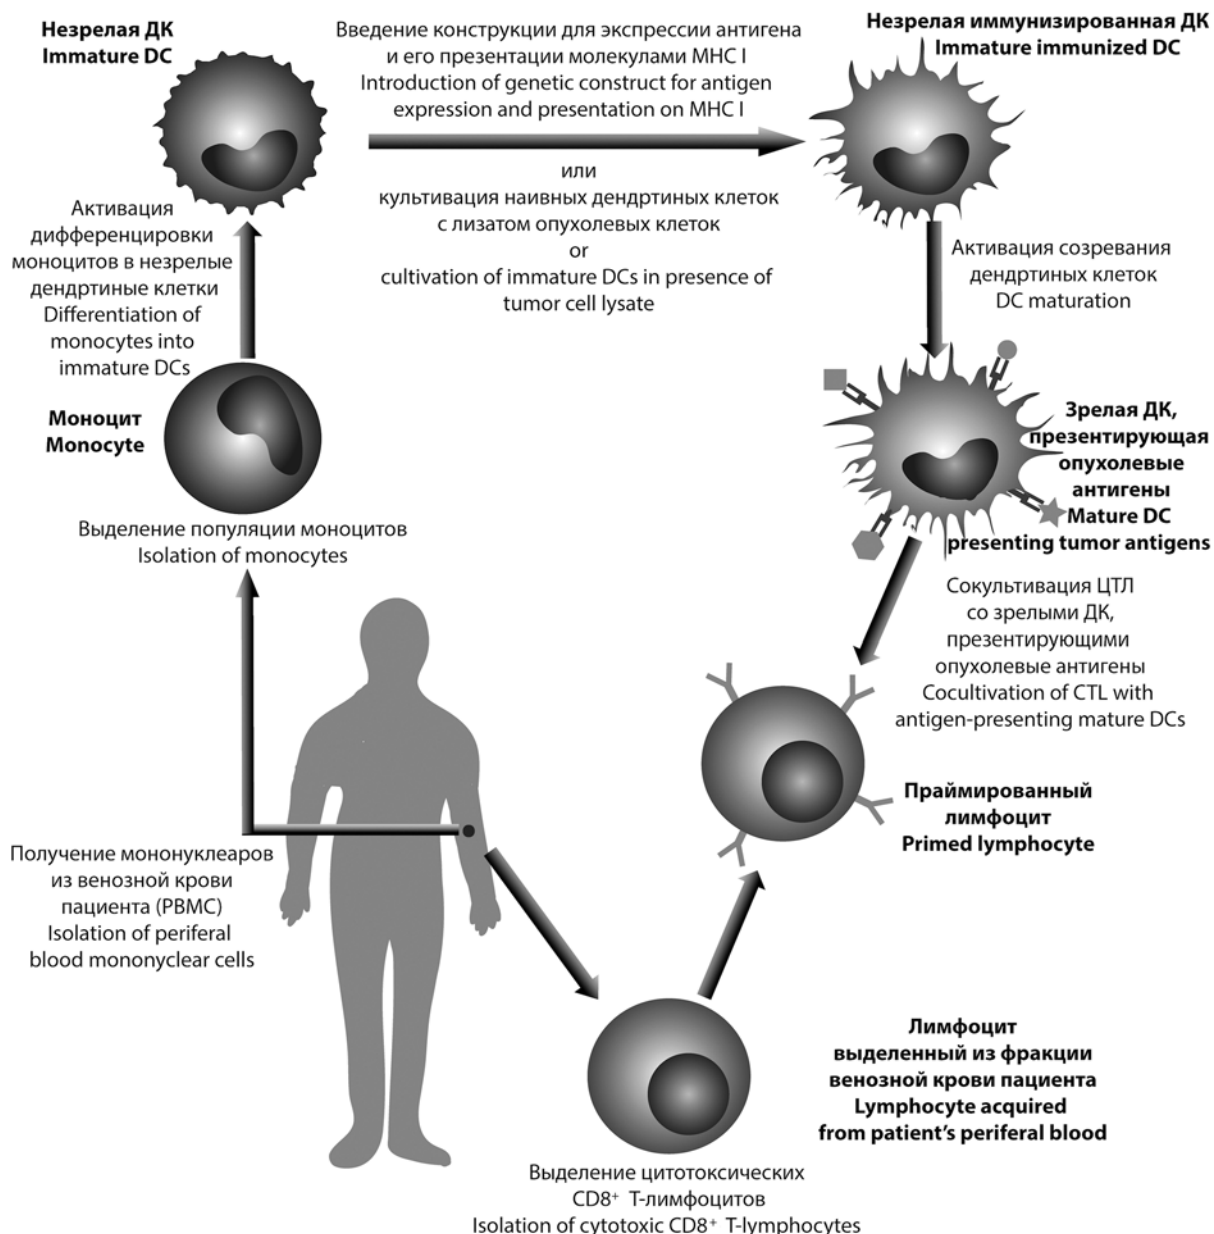 Незрелая ДК
Immature DC
Введение конструкции для экспрессии антигена
и его презентации молекулами MHC I
Introduction of genetic construct for antigen
expression and presentation on MHC I
или
культивация наивных дендртиных клеток
с лизатом опухолевых клеток
or
cultivation of immature DCs in presence of
tumor cell lysate
Незрелая иммунизированная ДК
Immature immunized DC
Активация
дифференцировки
моноцитов в незрелые
дендртиные клетки
Differentiation of
monocytes into
immature DCs
Активация созревания
дендртиных клеток
DC maturation
Моноцит
Monocyte
Зрелая ДК,
презентирующая
опухолевые
антигены
Mature DC
presenting tumor antigens
Выделение популяции моноцитов
Isolation of monocytes
Сокультивация ЦТЛ
со зрелыми ДК,
презентирующими
опухолевые антигены
Cocultivation of CTL with
antigen-presenting mature DCs
Праймированный
лимфоцит
Primed lymphocyte
Получение мононуклеаров
из венозной крови
пациента (PBMC)
Isolation of periferal
blood mononyclear cells
Лимфоцит
выделенный из фракции
венозной крови пациента
Lymphocyte acquired
from patient's periferal blood
Выделение цитотоксических
CD8⁺ Т-лимфоцитов
Isolation of cytotoxic CD8⁺ T-lymphocytes